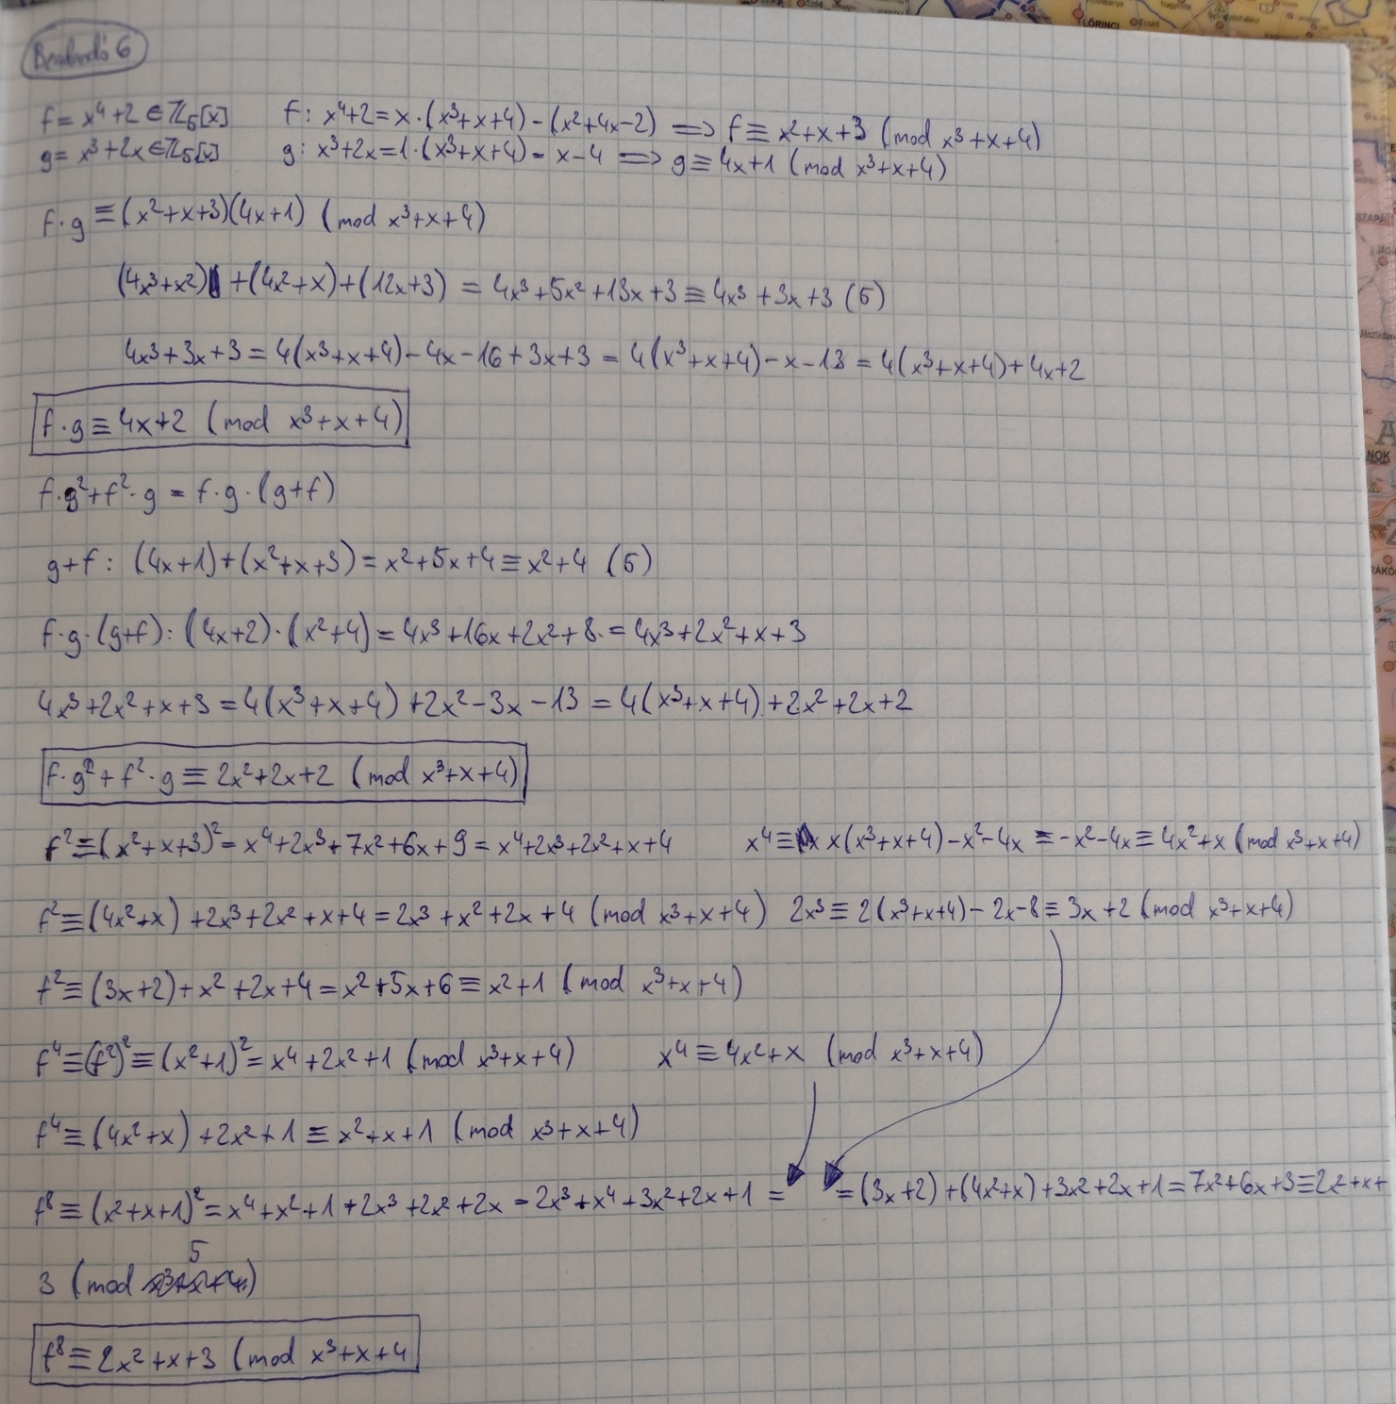 Beadandó 6
f = x⁴+2 ∈ ℤ₅[x] f: x⁴+2 = x·(x³+x+4) - (x²+4x-2) ⟹ f ≡ x²+x+3 (mod x³+x+4)
g = x³+2x ∈ ℤ₅[x] g: x³+2x = 1·(x³+x+4) - x-4 ⟹ g ≡ 4x+1 (mod x³+x+4)
f·g ≡ (x²+x+3)(4x+1) (mod x³+x+4)
(4x³+x²) + (4x²+x) + (12x+3) = 4x³+5x²+13x+3 ≡ 4x³+3x+3 (5)
4x³+3x+3 = 4(x³+x+4) - 4x - 16 + 3x + 3 = 4(x³+x+4) - x - 13 = 4(x³+x+4) + 4x+2
f·g ≡ 4x+2 (mod x³+x+4)
f·g²+f²·g = f·g·(g+f)
g+f: (4x+1)+(x²+x+3) = x²+5x+4 ≡ x²+4 (5)
f·g·(g+f): (4x+2)·(x²+4) = 4x³+16x+2x²+8 = 4x³+2x²+x+3
4x³+2x²+x+3 = 4(x³+x+4) + 2x²-3x-13 = 4(x³+x+4) + 2x²+2x+2
f·g²+f²·g ≡ 2x²+2x+2 (mod x³+x+4)
f² ≡ (x²+x+3)² = x⁴+2x³+7x²+6x+9 = x⁴+2x³+2x²+x+4 x⁴ ≡ x(x³+x+4) - x²-4x ≡ -x²-4x ≡ 4x²+x (mod x³+x+4)
f² ≡ (4x²+x) + 2x³+2x²+x+4 = 2x³+x²+2x+4 (mod x³+x+4) 2x³ ≡ 2(x³+x+4) - 2x-8 ≡ 3x+2 (mod x³+x+4)
f² ≡ (3x+2)+x²+2x+4 = x²+5x+6 ≡ x²+1 (mod x³+x+4)
f⁴ ≡ (f²)² ≡ (x²+1)² = x⁴+2x²+1 (mod x³+x+4) x⁴ ≡ 4x²+x (mod x³+x+4)
f⁴ ≡ (4x²+x) + 2x²+1 ≡ x²+x+1 (mod x³+x+4)
f⁸ ≡ (x²+x+1)² = x⁴+x²+1+2x³+2x²+2x = 2x³+x⁴+3x²+2x+1 = = (3x+2)+(4x²+x)+3x²+2x+1 = 7x²+6x+3 ≡ 2x²+x+
3 (mod 5)
f⁸ ≡ 2x²+x+3 (mod x³+x+4